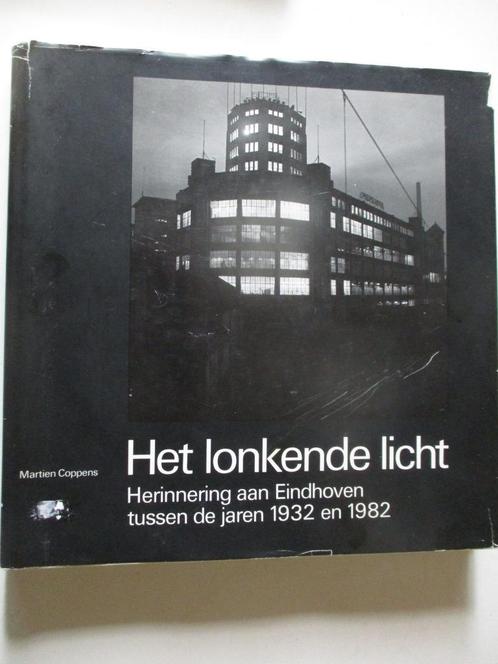 Martien Coppens
Het lonkende licht
Herinnering aan Eindhoven
tussen de jaren 1932 en 1982